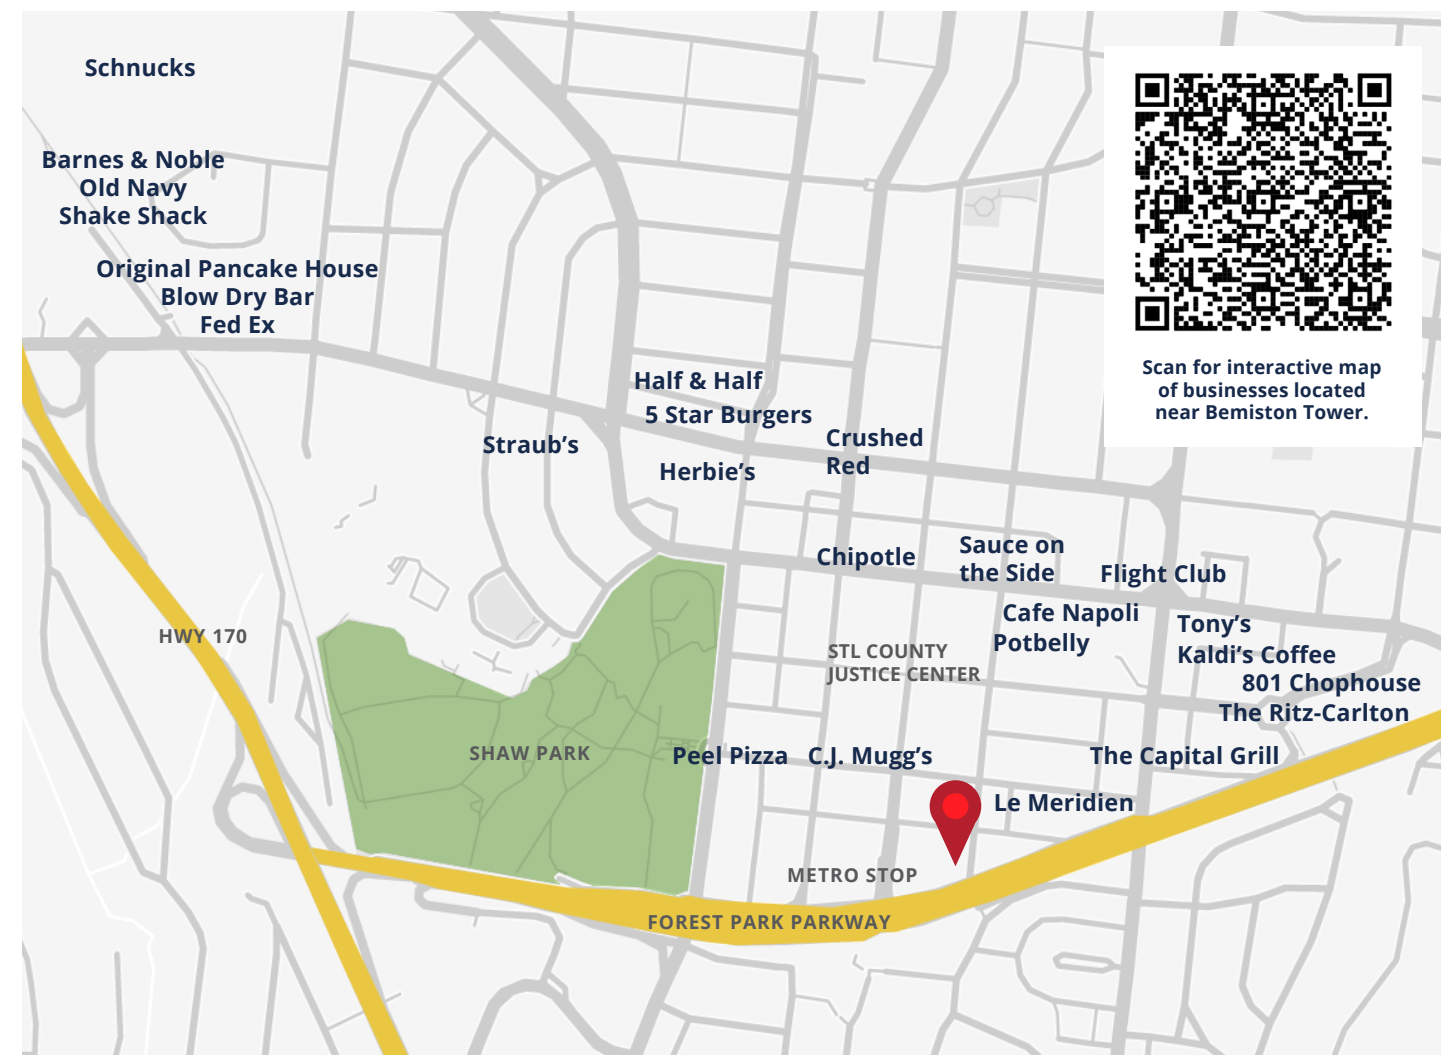 Schnucks
Barnes & Noble
Old Navy
Shake Shack
Original Pancake House
Blow Dry Bar
Fed Ex
Scan for interactive map
of businesses located
near Bemiston Tower.
Half & Half
5 Star Burgers
Straub’s
Herbie’s
Crushed
Red
Chipotle
Sauce on
the Side
Flight Club
Cafe Napoli
Potbelly
Tony’s
Kaldi’s Coffee
801 Chophouse
The Ritz-Carlton
HWY 170
STL COUNTY
JUSTICE CENTER
SHAW PARK
Peel Pizza
C.J. Mugg’s
The Capital Grill
Le Meridien
METRO STOP
FOREST PARK PARKWAY